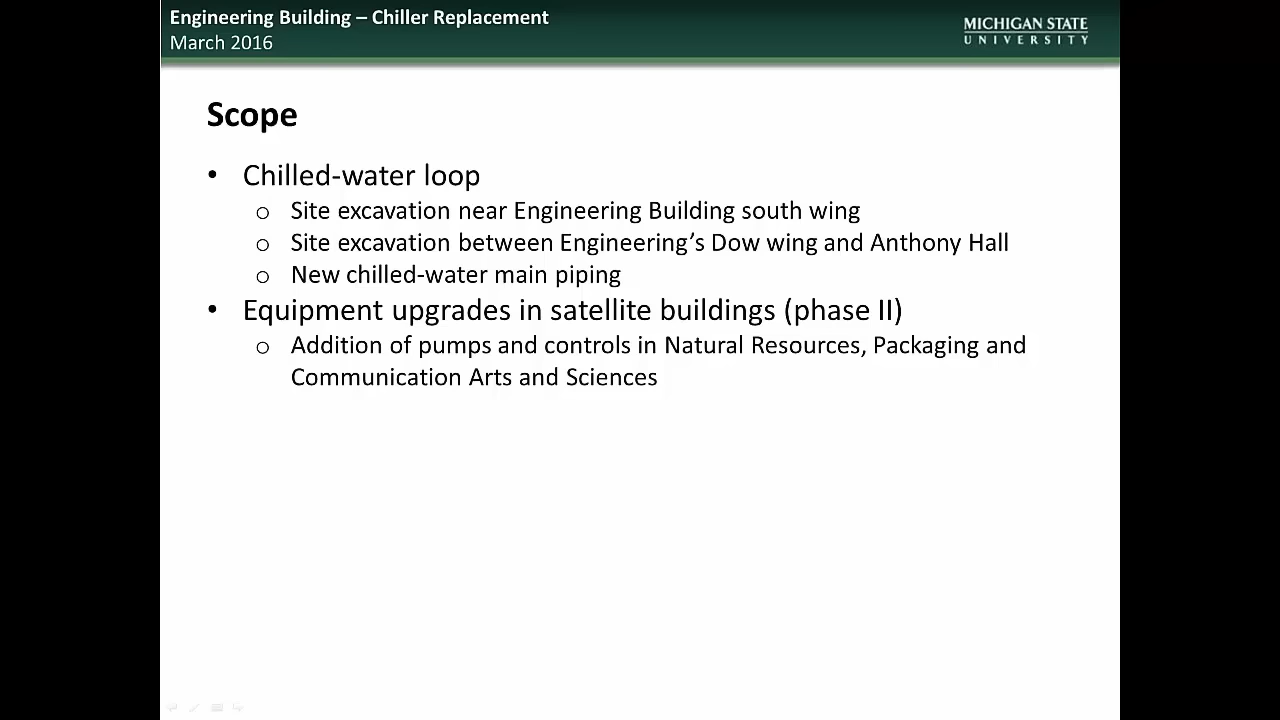 Engineering Building – Chiller Replacement
March 2016
MICHIGAN STATE
UNIVERSITY
Scope
• Chilled-water loop
o Site excavation near Engineering Building south wing
o Site excavation between Engineering’s Dow wing and Anthony Hall
o New chilled-water main piping
• Equipment upgrades in satellite buildings (phase II)
o Addition of pumps and controls in Natural Resources, Packaging and
Communication Arts and Sciences